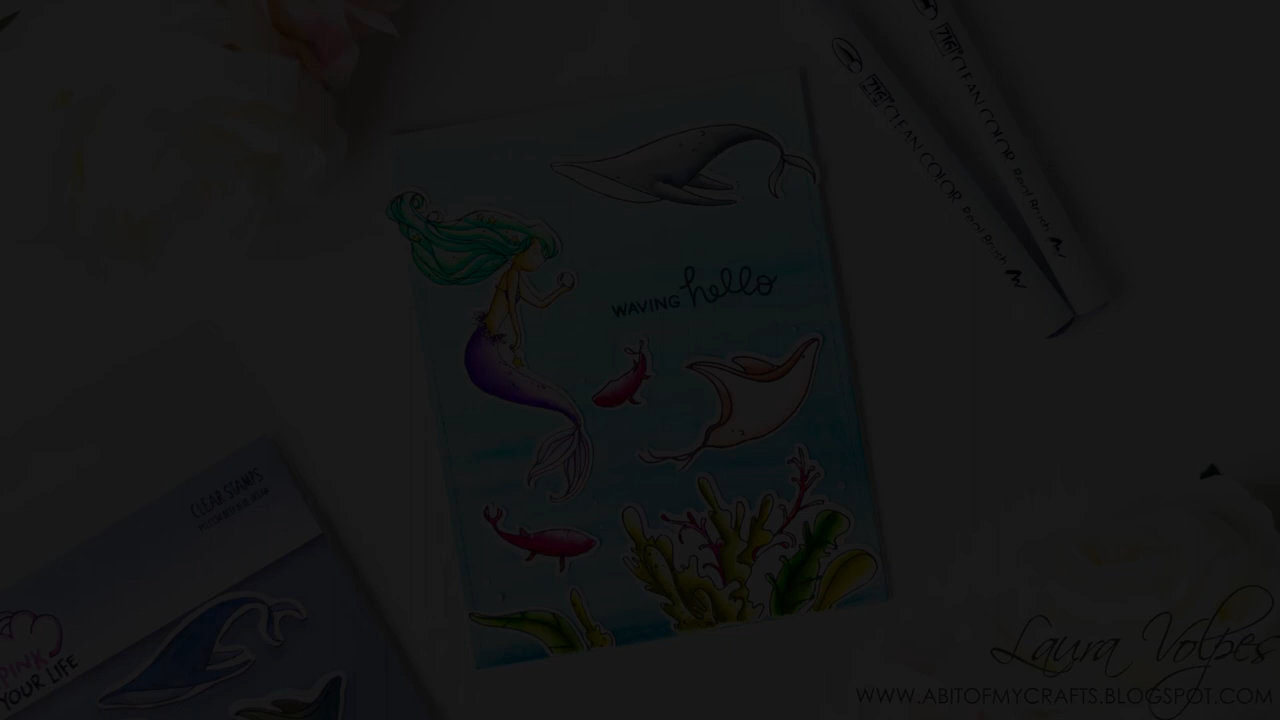 ZIG CLEAN COLOR Real Brush
ZIG CLEAN COLOR Real Brush
WAVING hello
CLEAR STAMPS
PINK
YOUR LIFE
Laura Volpes
WWW.ABITOFMYCRAFTS.BLOGSPOT.COM